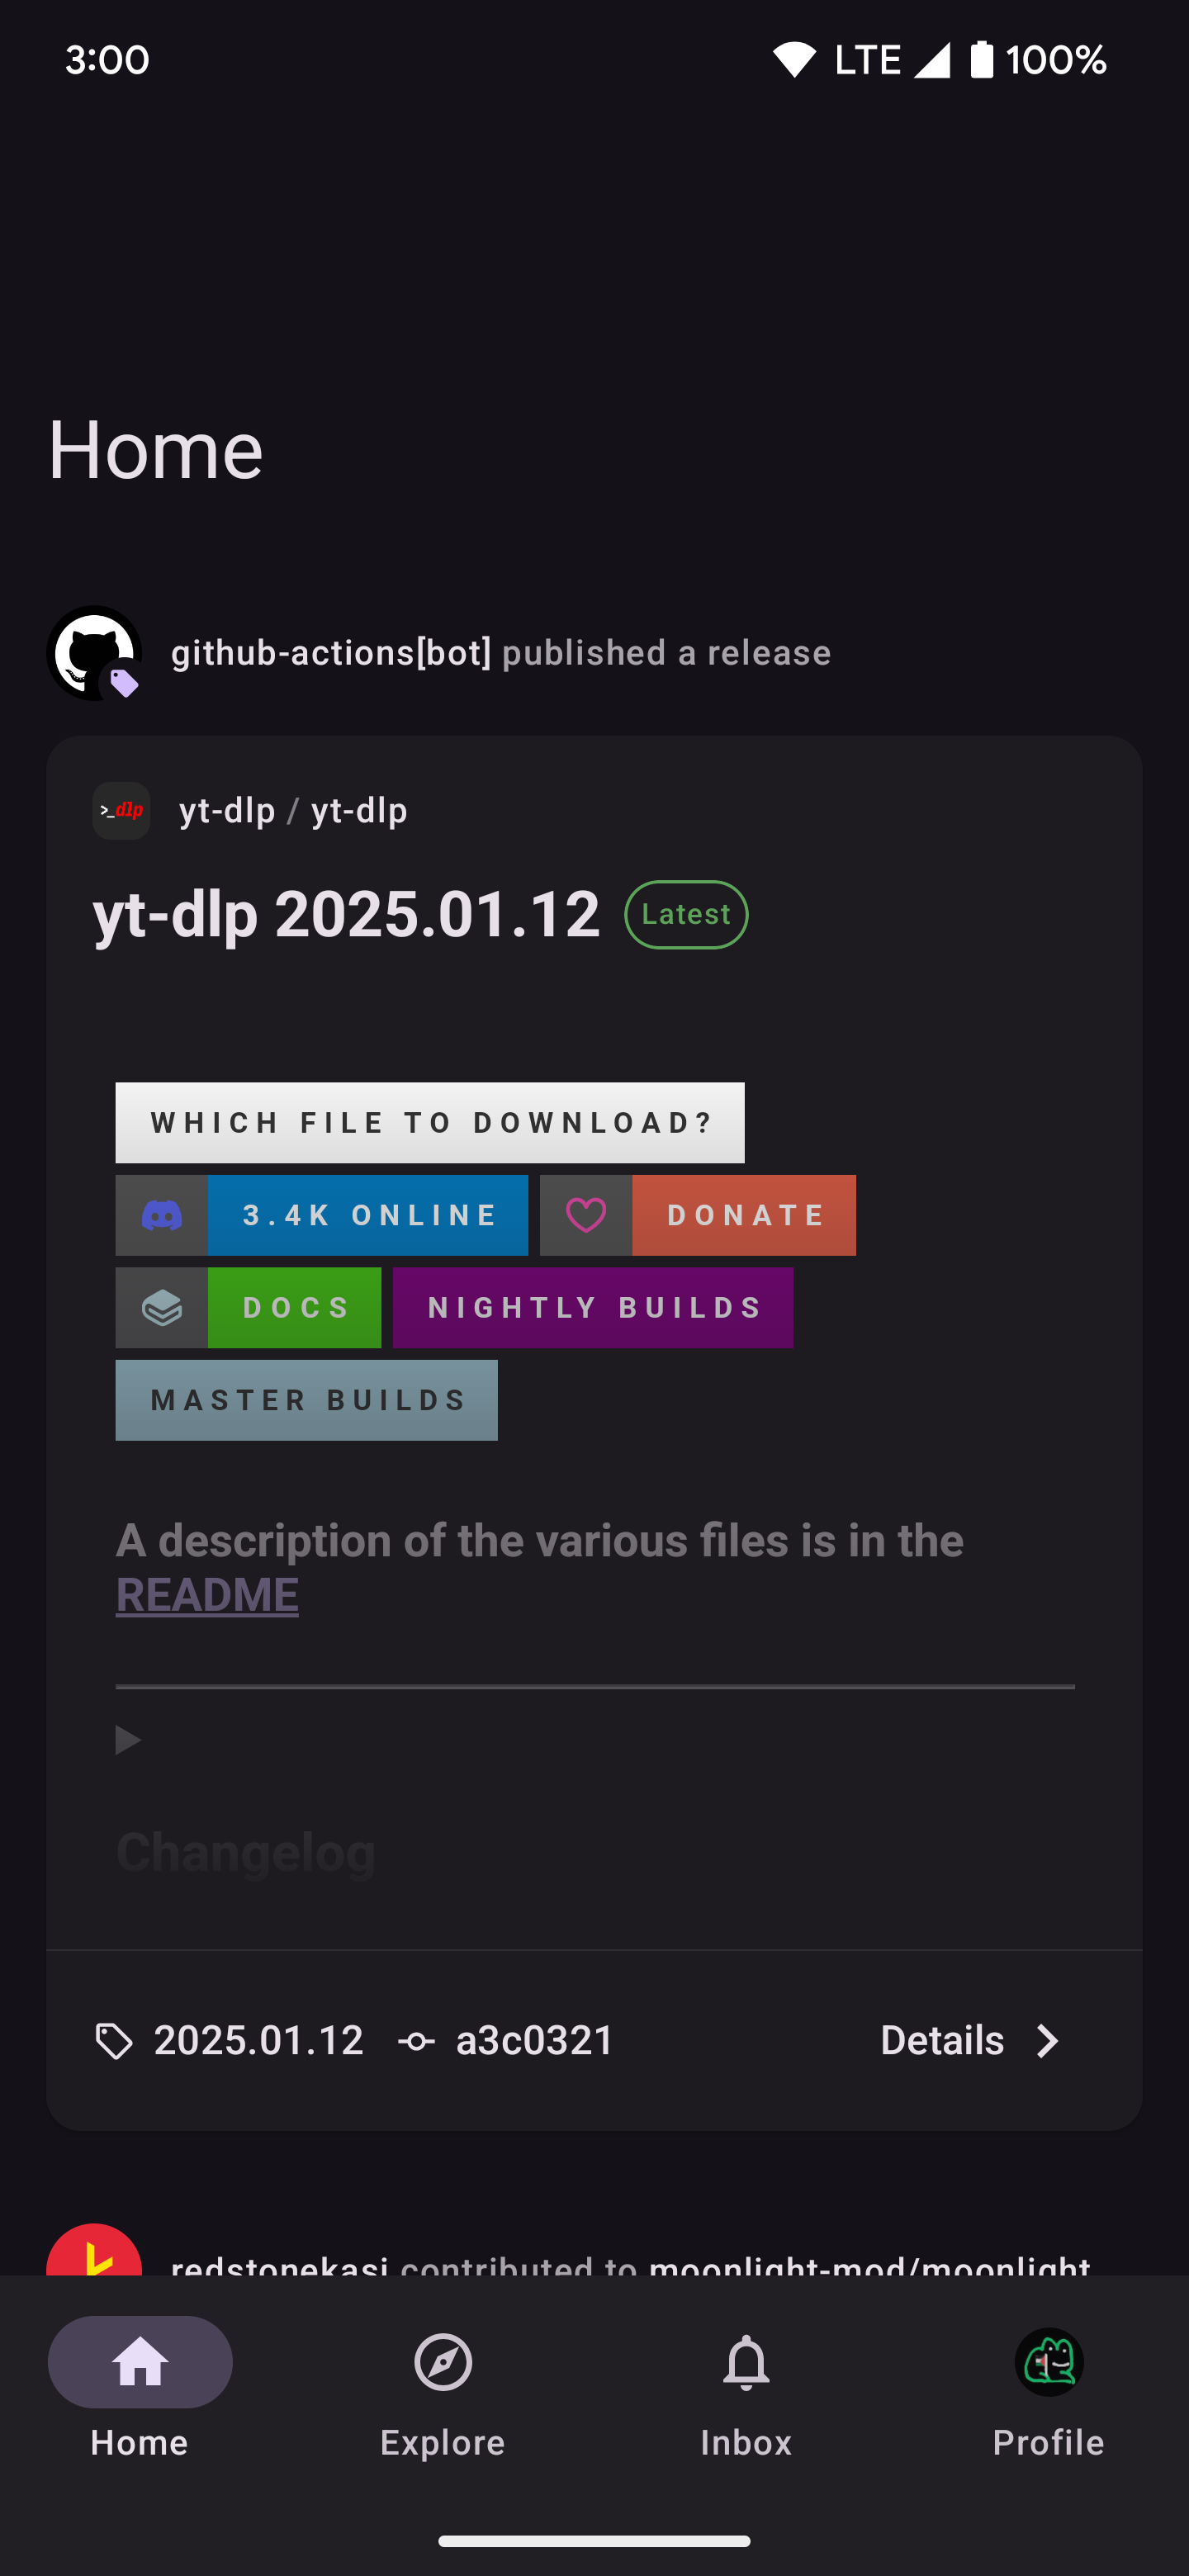 3:00 LTE 100%
Home
github-actions[bot] published a release
>_dlp yt-dlp / yt-dlp
yt-dlp 2025.01.12 Latest
WHICH FILE TO DOWNLOAD?
3.4K ONLINE DONATE
DOCS NIGHTLY BUILDS
MASTER BUILDS
A description of the various files is in the
README
Changelog
2025.01.12 a3c0321 Details
redstonekasi contributed to moonlight-mod/moonlight
Home Explore Inbox Profile